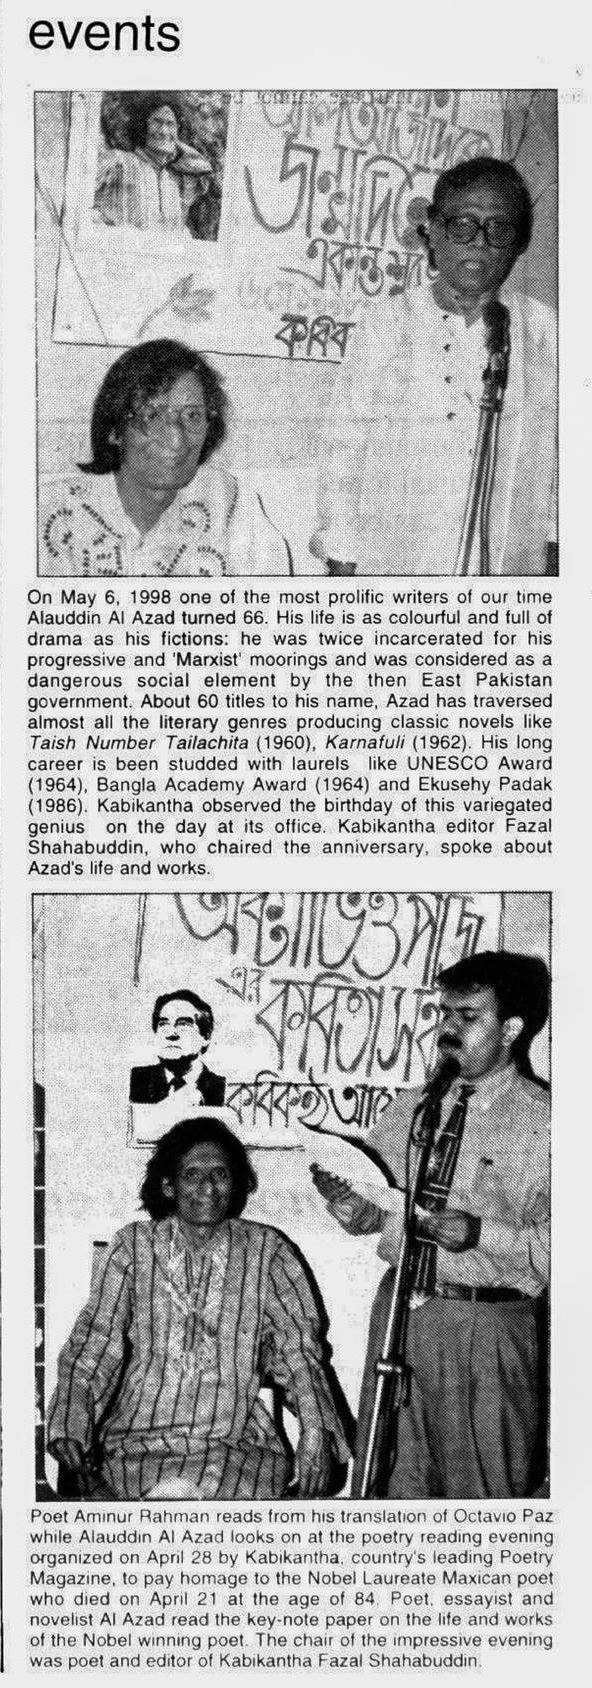 events
জন্মদিনে
একান্ত
কবিব
On May 6, 1998 one of the most prolific writers of our time
Alauddin Al Azad turned 66. His life is as colourful and full of
drama as his fictions: he was twice incarcerated for his
progressive and 'Marxist' moorings and was considered as a
dangerous social element by the then East Pakistan
government. About 60 titles to his name, Azad has traversed
almost all the literary genres producing classic novels like
Taish Number Tailachita (1960), Karnafuli (1962). His long
career is been studded with laurels like UNESCO Award
(1964), Bangla Academy Award (1964) and Ekusehy Padak
(1986). Kabikantha observed the birthday of this variegated
genius on the day at its office. Kabikantha editor Fazal
Shahabuddin, who chaired the anniversary, spoke about
Azad's life and works.
অক্টাভিও পাজ
এর
Poet Aminur Rahman reads from his translation of Octavio Paz
while Alauddin Al Azad looks on at the poetry reading evening
organized on April 28 by Kabikantha, country's leading Poetry
Magazine, to pay homage to the Nobel Laureate Maxican poet
who died on April 21 at the age of 84. Poet, essayist and
novelist Al Azad read the key-note paper on the life and works
of the Nobel winning poet. The chair of the impressive evening
was poet and editor of Kabikantha Fazal Shahabuddin.